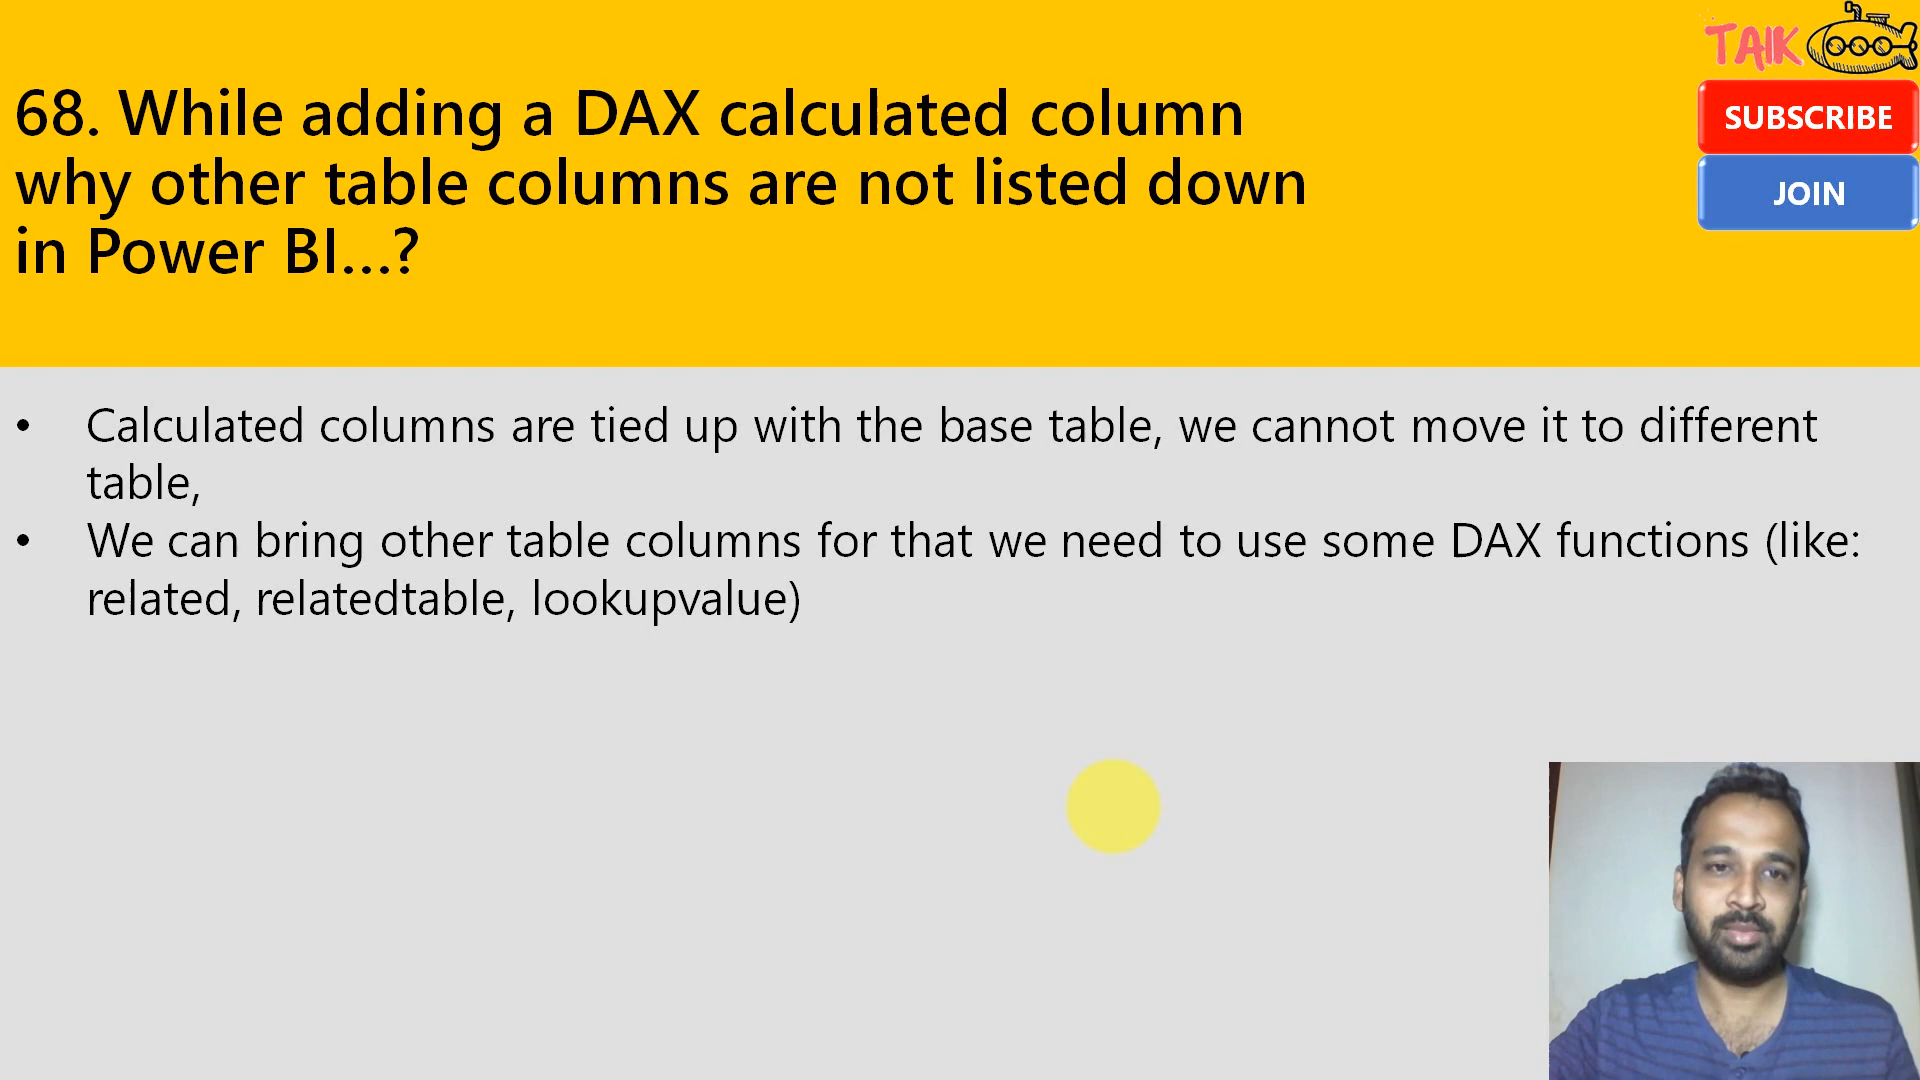 TAIK
SUBSCRIBE
JOIN
68. While adding a DAX calculated column
why other table columns are not listed down
in Power BI...?
• Calculated columns are tied up with the base table, we cannot move it to different
table,
• We can bring other table columns for that we need to use some DAX functions (like:
related, relatedtable, lookupvalue)